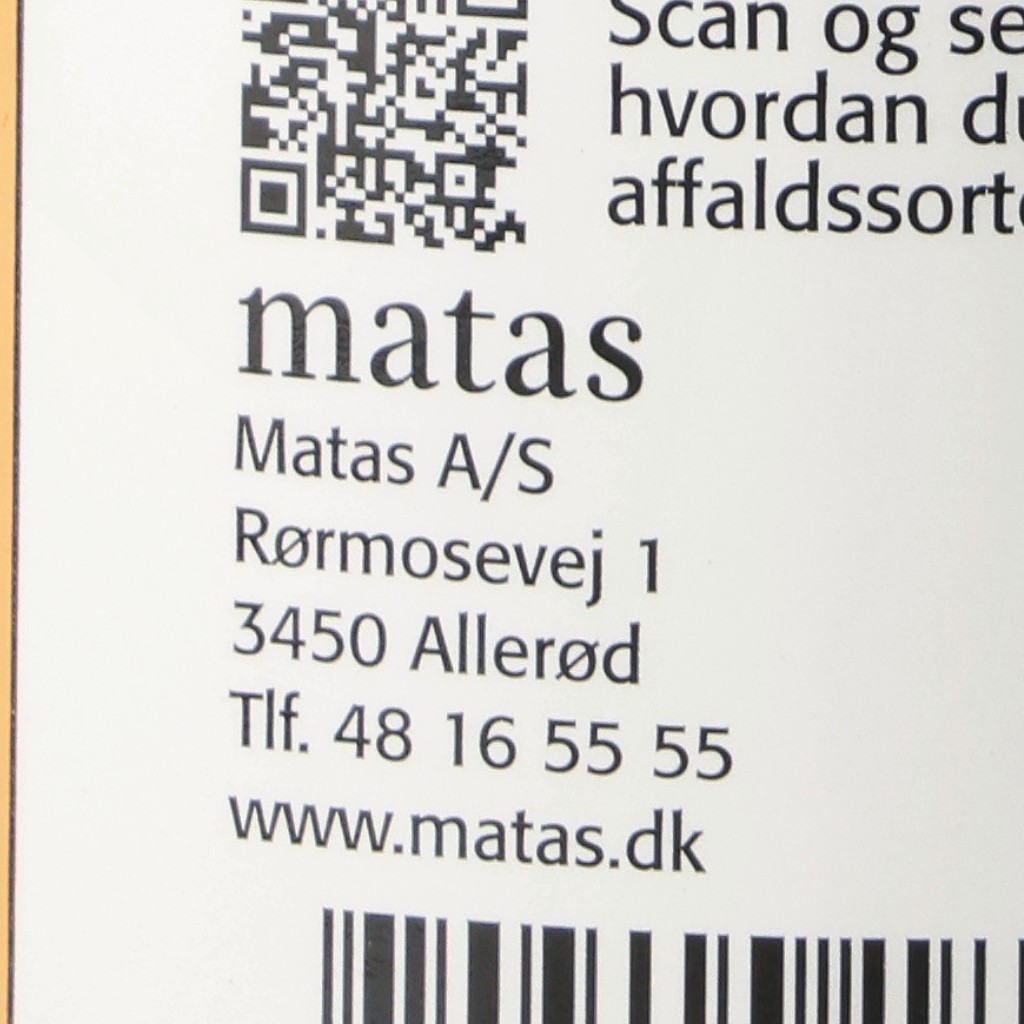 Scan og se
hvordan du
matas
Matas A/S
Rørmosevej 1
3450 Allerød
Tlf. 48 16 55 55
www.matas.dk